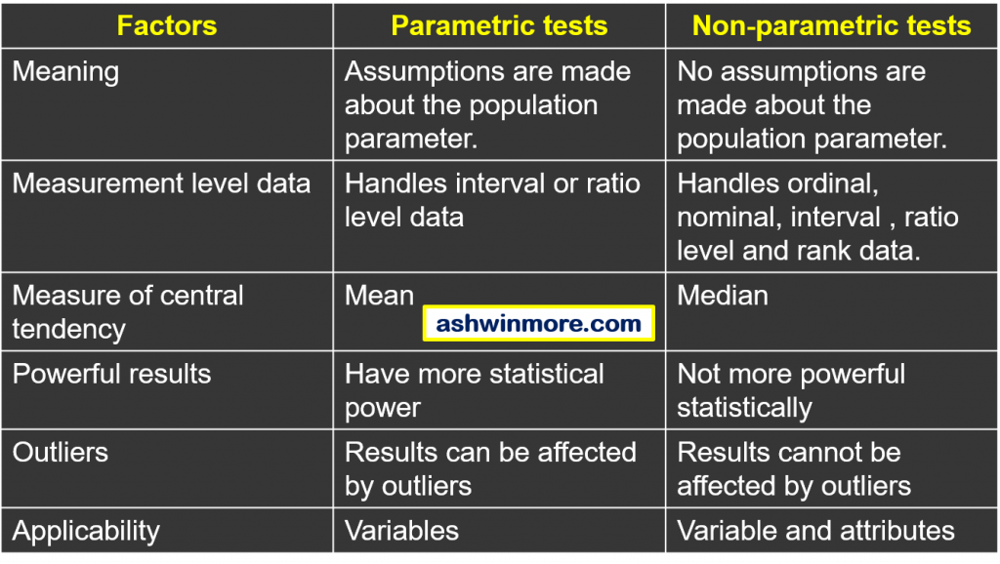 Factors
Parametric tests
Non-parametric tests
Meaning
Assumptions are made
about the population
parameter.
No assumptions are
made about the
population parameter.
Measurement level data
Handles interval or ratio
level data
Handles ordinal,
nominal, interval , ratio
level and rank data.
Measure of central
tendency
Mean
ashwinmore.com
Median
Powerful results
Have more statistical
power
Not more powerful
statistically
Outliers
Results can be affected
by outliers
Results cannot be
affected by outliers
Applicability
Variables
Variable and attributes